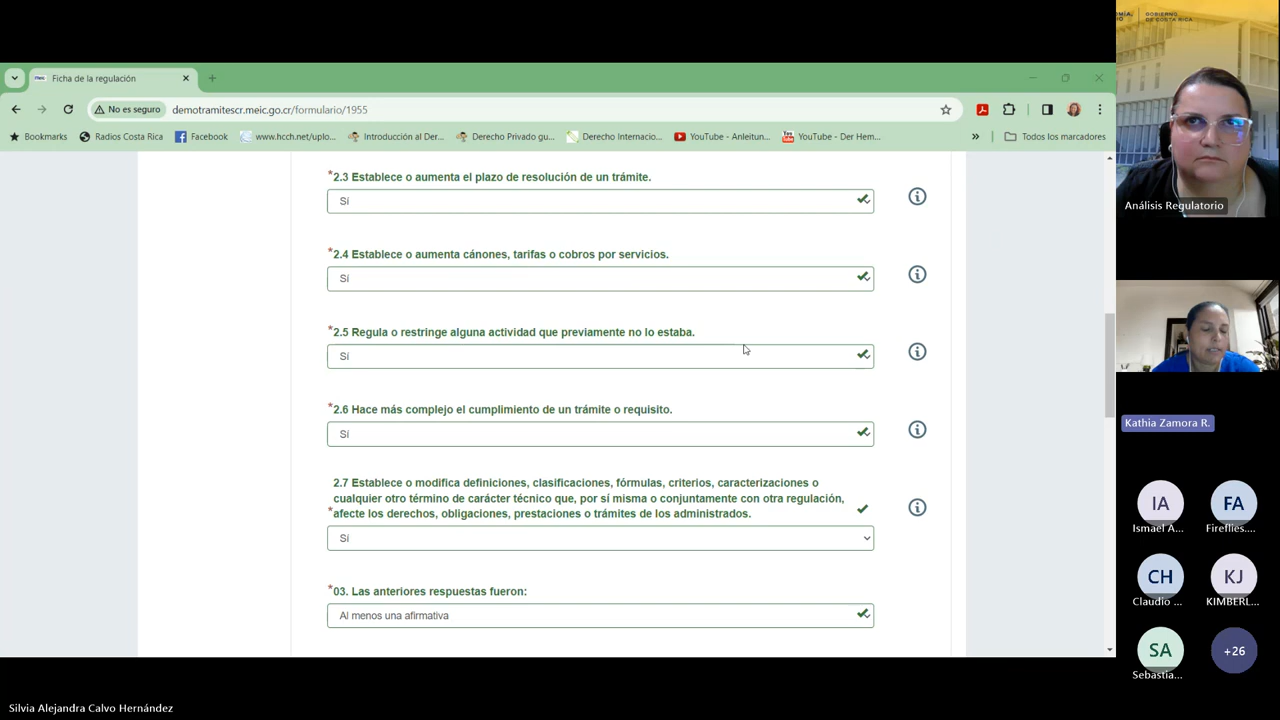 Ficha de la regulación
No es seguro
demotramitescr.meic.go.cr/formulario/1955
Bookmarks
Radios Costa Rica
Facebook
www.hcch.net/uplo...
Introducción al Der...
Derecho Privado gu...
Derecho Internacio...
YouTube - Anleitun...
YouTube - Der Hem...
»
Todos los marcadores
*2.3 Establece o aumenta el plazo de resolución de un trámite.
Sí
*2.4 Establece o aumenta cánones, tarifas o cobros por servicios.
Sí
*2.5 Regula o restringe alguna actividad que previamente no lo estaba.
Sí
*2.6 Hace más complejo el cumplimiento de un trámite o requisito.
Sí
2.7 Establece o modifica definiciones, clasificaciones, fórmulas, criterios, caracterizaciones o
cualquier otro término de carácter técnico que, por sí misma o conjuntamente con otra regulación,
*afecte los derechos, obligaciones, prestaciones o trámites de los administrados.
Sí
*03. Las anteriores respuestas fueron:
Al menos una afirmativa
GOBIERNO
DE COSTA RICA
Análisis Regulatorio
Kathia Zamora R.
IA
Ismael A...
FA
Fireflies....
CH
Claudio ...
KJ
KIMBERL...
SA
Sebastia...
+26
Silvia Alejandra Calvo Hernández